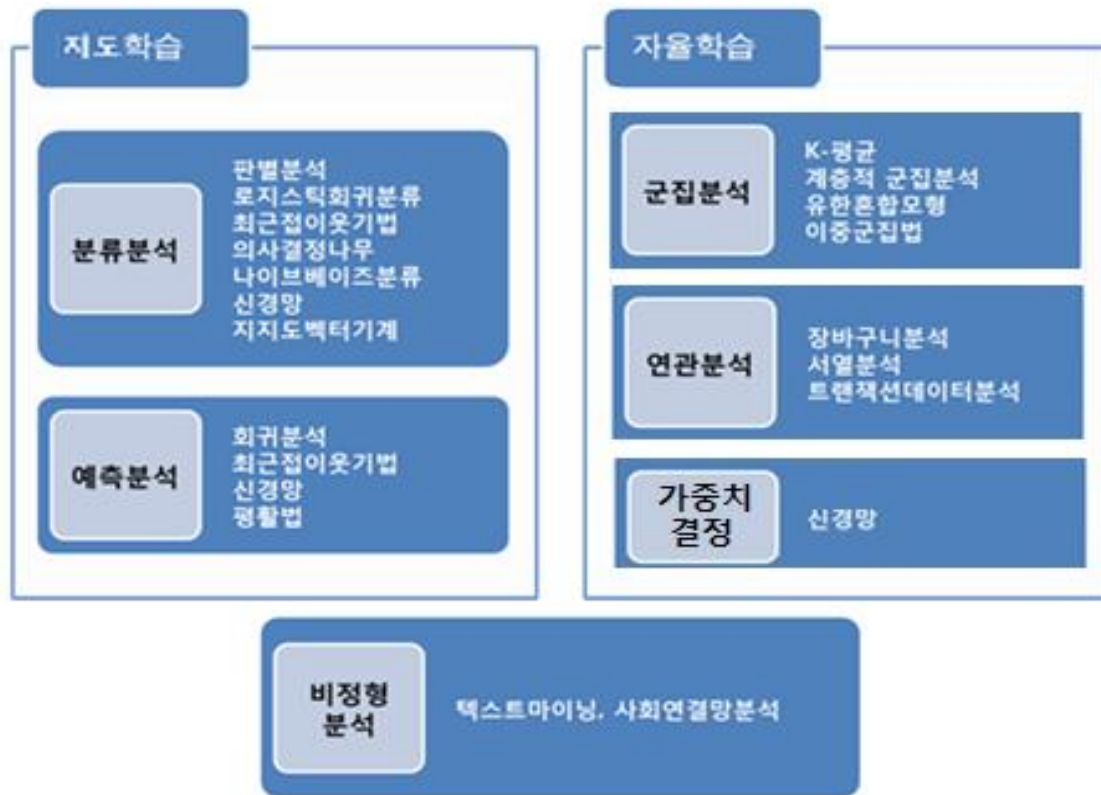 지도학습
분류분석
판별분석
로지스틱회귀분류
최근접이웃기법
의사결정나무
나이브베이즈분류
신경망
지지도벡터기계
예측분석
회귀분석
최근접이웃기법
신경망
평활법
자율학습
군집분석
K-평균
계층적 군집분석
유한혼합모형
이중군집법
연관분석
장바구니분석
서열분석
트랜잭션데이터분석
가중치
결정
신경망
비정형
분석
텍스트마이닝, 사회연결망분석